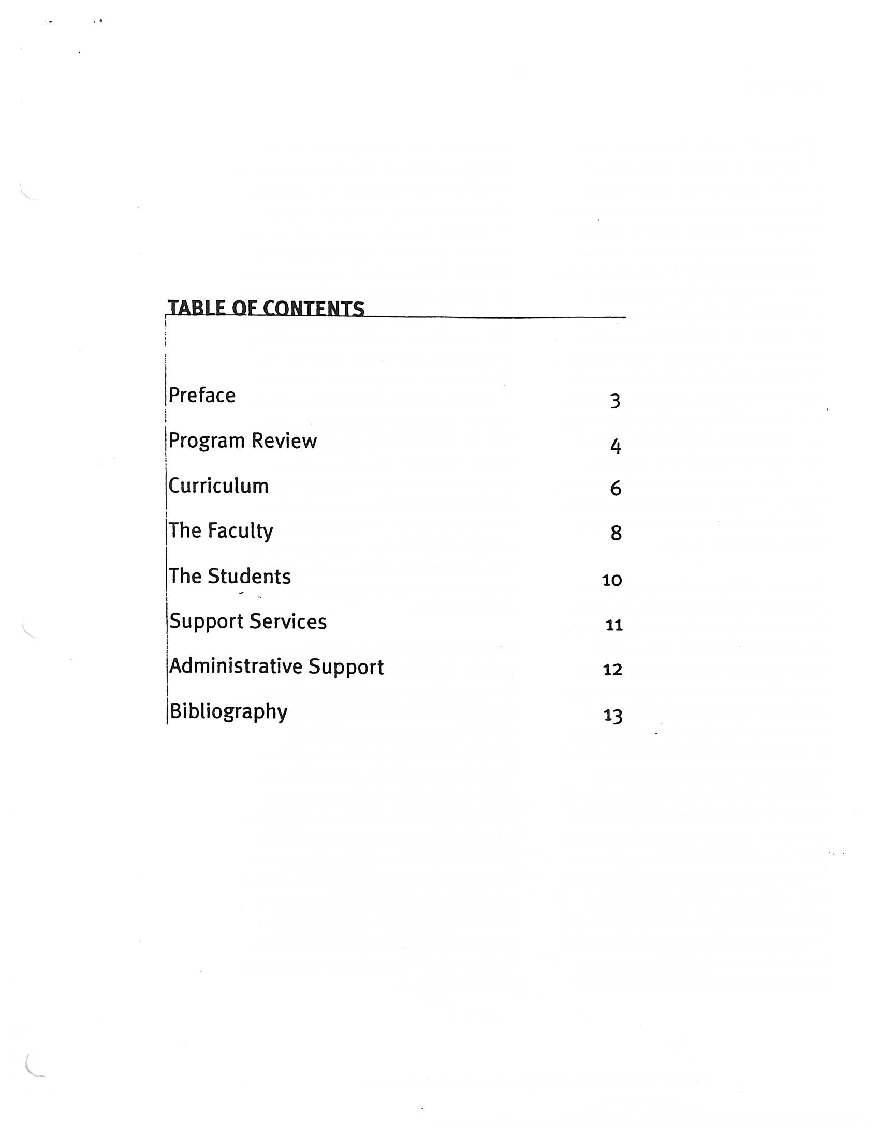 TABLE OF CONTENTS
Preface 3
Program Review 4
Curriculum 6
The Faculty 8
The Students 10
Support Services 11
Administrative Support 12
Bibliography 13